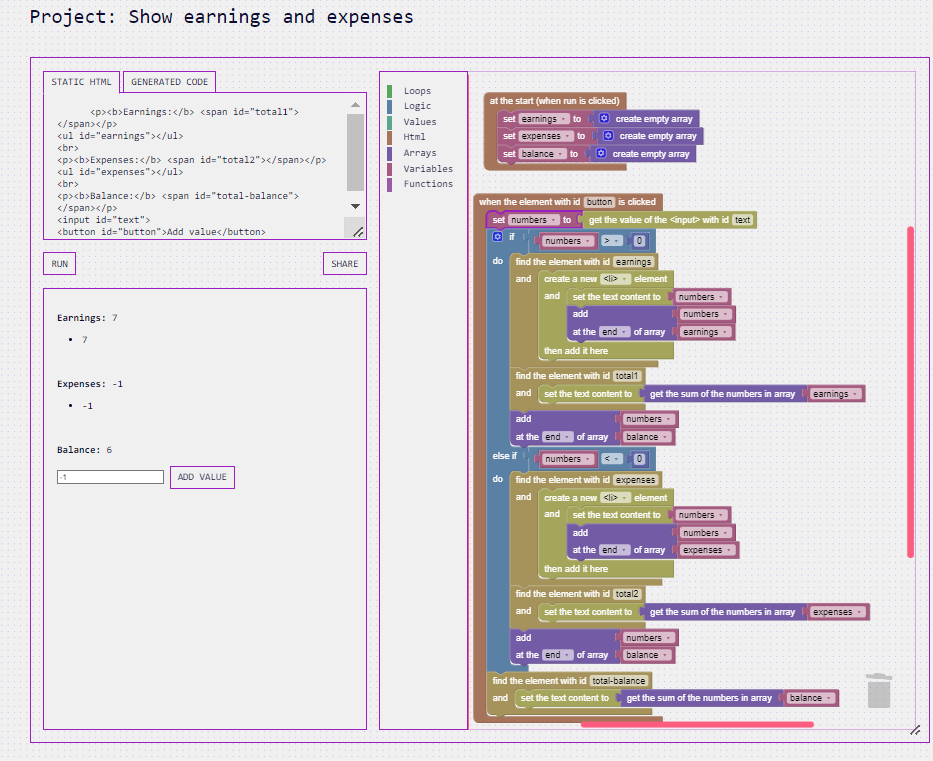 Project: Show earnings and expenses
STATIC HTML
GENERATED CODE
<p><b>Earnings:</b> <span id="total1">
</span></p>
<ul id="earnings"></ul>
<br>
<p><b>Expenses:</b> <span id="total2"></span></p>
<ul id="expenses"></ul>
<br>
<p><b>Balance:</b> <span id="total-balance">
</span></p>
<input id="text">
<button id="button">Add value</button>
RUN
SHARE
Earnings: 7
• 7
Expenses: -1
• -1
Balance: 6
-1
ADD VALUE
Loops
Logic
Values
Html
Arrays
Variables
Functions
at the start (when run is clicked)
set earnings to create empty array
set expenses to create empty array
set balance to create empty array
when the element with id button is clicked
set numbers to get the value of the <input> with id text
if numbers > 0
do find the element with id earnings
and create a new <li> element
and set the text content to numbers
add numbers
at the end of array earnings
then add it here
find the element with id total1
and set the text content to get the sum of the numbers in array earnings
add numbers
at the end of array balance
else if numbers < 0
do find the element with id expenses
and create a new <li> element
and set the text content to numbers
add numbers
at the end of array expenses
then add it here
find the element with id total2
and set the text content to get the sum of the numbers in array expenses
add numbers
at the end of array balance
find the element with id total-balance
and set the text content to get the sum of the numbers in array balance